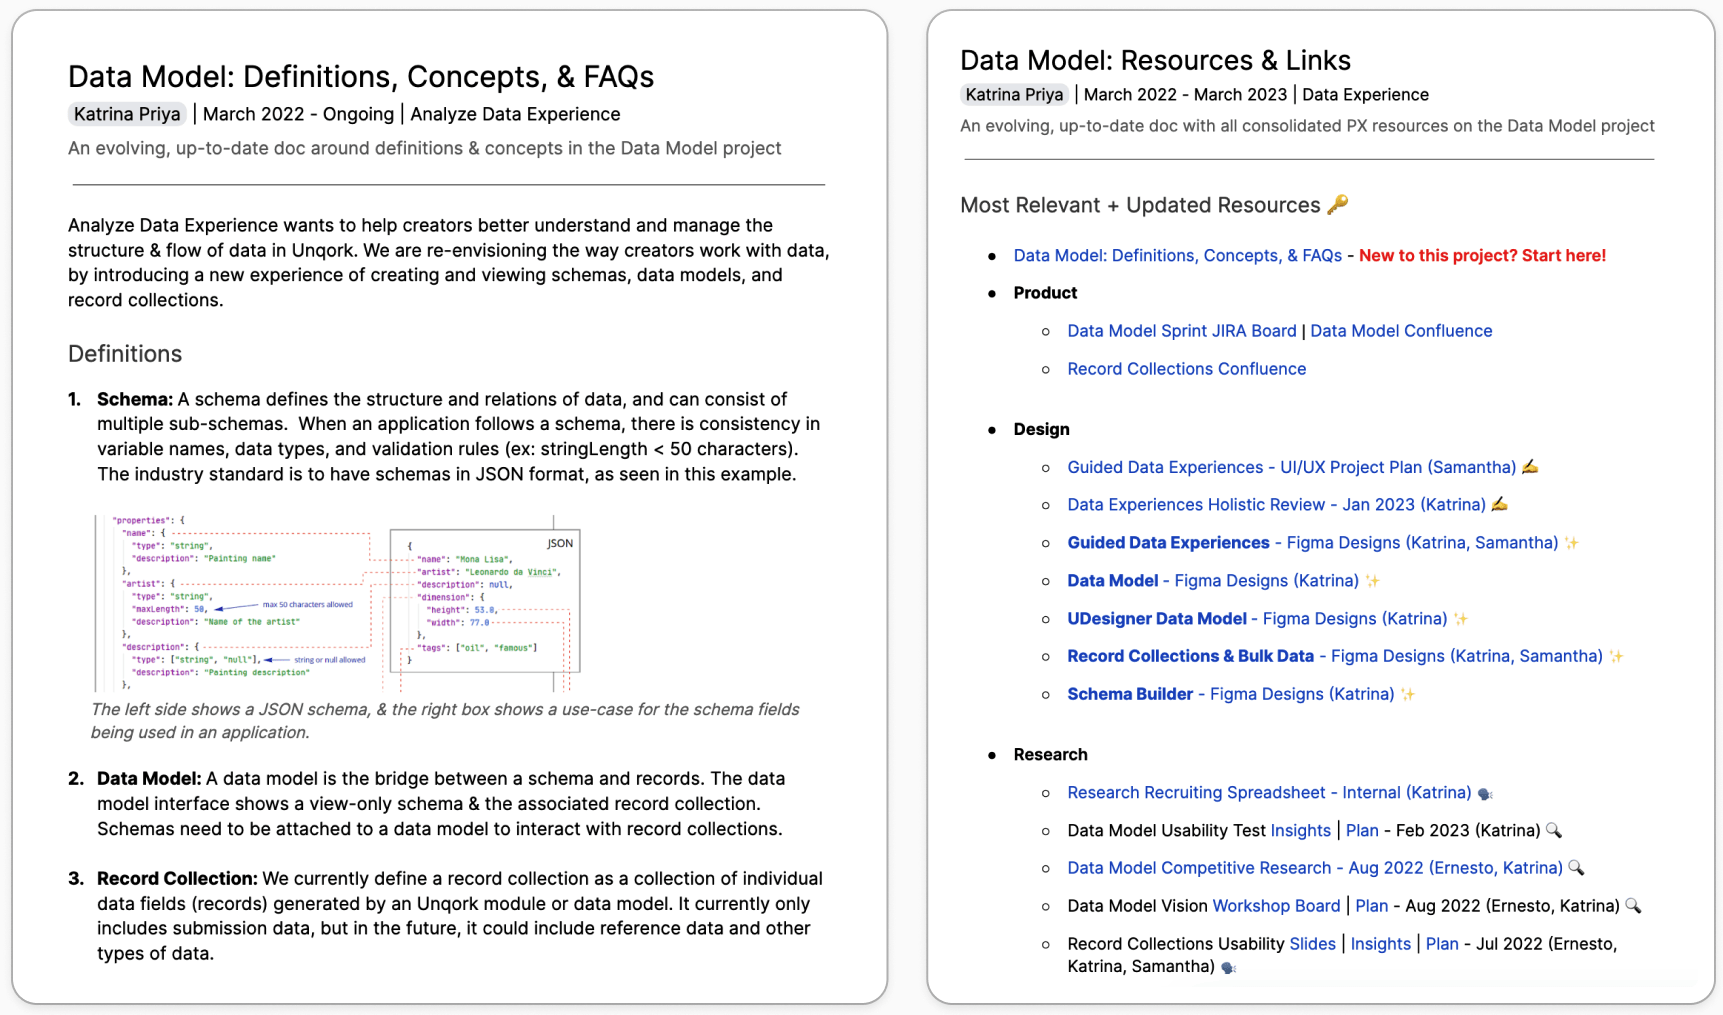 Data Model: Definitions, Concepts, & FAQs
Katrina Priya | March 2022 - Ongoing | Analyze Data Experience
An evolving, up-to-date doc around definitions & concepts in the Data Model project
Analyze Data Experience wants to help creators better understand and manage the
structure & flow of data in Unqork. We are re-envisioning the way creators work with data,
by introducing a new experience of creating and viewing schemas, data models, and
record collections.
Definitions
1. Schema: A schema defines the structure and relations of data, and can consist of
multiple sub-schemas.  When an application follows a schema, there is consistency in
variable names, data types, and validation rules (ex: stringLength < 50 characters).
The industry standard is to have schemas in JSON format, as seen in this example.
"properties": {
"name": {
"type": "string",
"description": "Painting name"
},
"artist": {
"type": "string",
"maxLength": 50,
max 50 characters allowed
"description": "Name of the artist"
},
"description": {
"type": ["string", "null"],
string or null allowed
"description": "Painting description"
},
JSON
{
"name": "Mona Lisa",
"artist": "Leonardo da Vinci",
"description": null,
"dimension": {
"height": 53.0,
"width": 77.0
},
"tags": ["oil", "famous"]
}
The left side shows a JSON schema, & the right box shows a use-case for the schema fields
being used in an application.
2. Data Model: A data model is the bridge between a schema and records. The data
model interface shows a view-only schema & the associated record collection.
Schemas need to be attached to a data model to interact with record collections.
3. Record Collection: We currently define a record collection as a collection of individual
data fields (records) generated by an Unqork module or data model. It currently only
includes submission data, but in the future, it could include reference data and other
types of data.
Data Model: Resources & Links
Katrina Priya | March 2022 - March 2023 | Data Experience
An evolving, up-to-date doc with all consolidated PX resources on the Data Model project
Most Relevant + Updated Resources 🔑
● Data Model: Definitions, Concepts, & FAQs - New to this project? Start here!
● Product
○ Data Model Sprint JIRA Board | Data Model Confluence
○ Record Collections Confluence
● Design
○ Guided Data Experiences - UI/UX Project Plan (Samantha) ✍️
○ Data Experiences Holistic Review - Jan 2023 (Katrina) ✍️
○ Guided Data Experiences - Figma Designs (Katrina, Samantha) ✨
○ Data Model - Figma Designs (Katrina) ✨
○ UDesigner Data Model - Figma Designs (Katrina) ✨
○ Record Collections & Bulk Data - Figma Designs (Katrina, Samantha) ✨
○ Schema Builder - Figma Designs (Katrina) ✨
● Research
○ Research Recruiting Spreadsheet - Internal (Katrina) 🗣️
○ Data Model Usability Test Insights | Plan - Feb 2023 (Katrina) 🔍
○ Data Model Competitive Research - Aug 2022 (Ernesto, Katrina) 🔍
○ Data Model Vision Workshop Board | Plan - Aug 2022 (Ernesto, Katrina) 🔍
○ Record Collections Usability Slides | Insights | Plan - Jul 2022 (Ernesto,
Katrina, Samantha) 🗣️